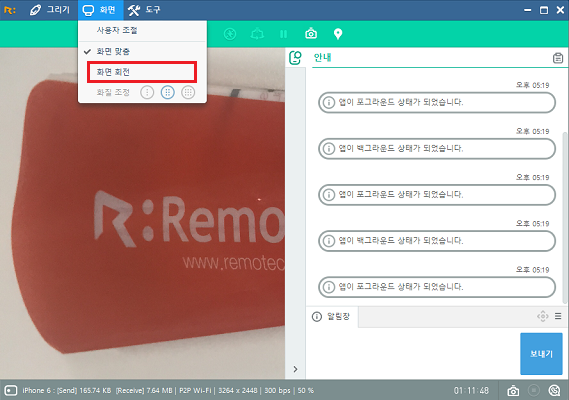 R: 그리기 화면 도구
사용자 조절
화면 맞춤
화면 회전
화질 조정
R:Remo
www.remotec
안내
오후 05:19
앱이 포그라운드 상태가 되었습니다.
오후 05:19
앱이 백그라운드 상태가 되었습니다.
오후 05:19
앱이 포그라운드 상태가 되었습니다.
오후 05:19
앱이 백그라운드 상태가 되었습니다.
오후 05:19
앱이 포그라운드 상태가 되었습니다.
알림장
보내기
iPhone 6 : [Send] 165.74 KB [Receive] 7.64 MB | P2P Wi-Fi | 3264 x 2448 | 300 bps | 50 % 01:11:48